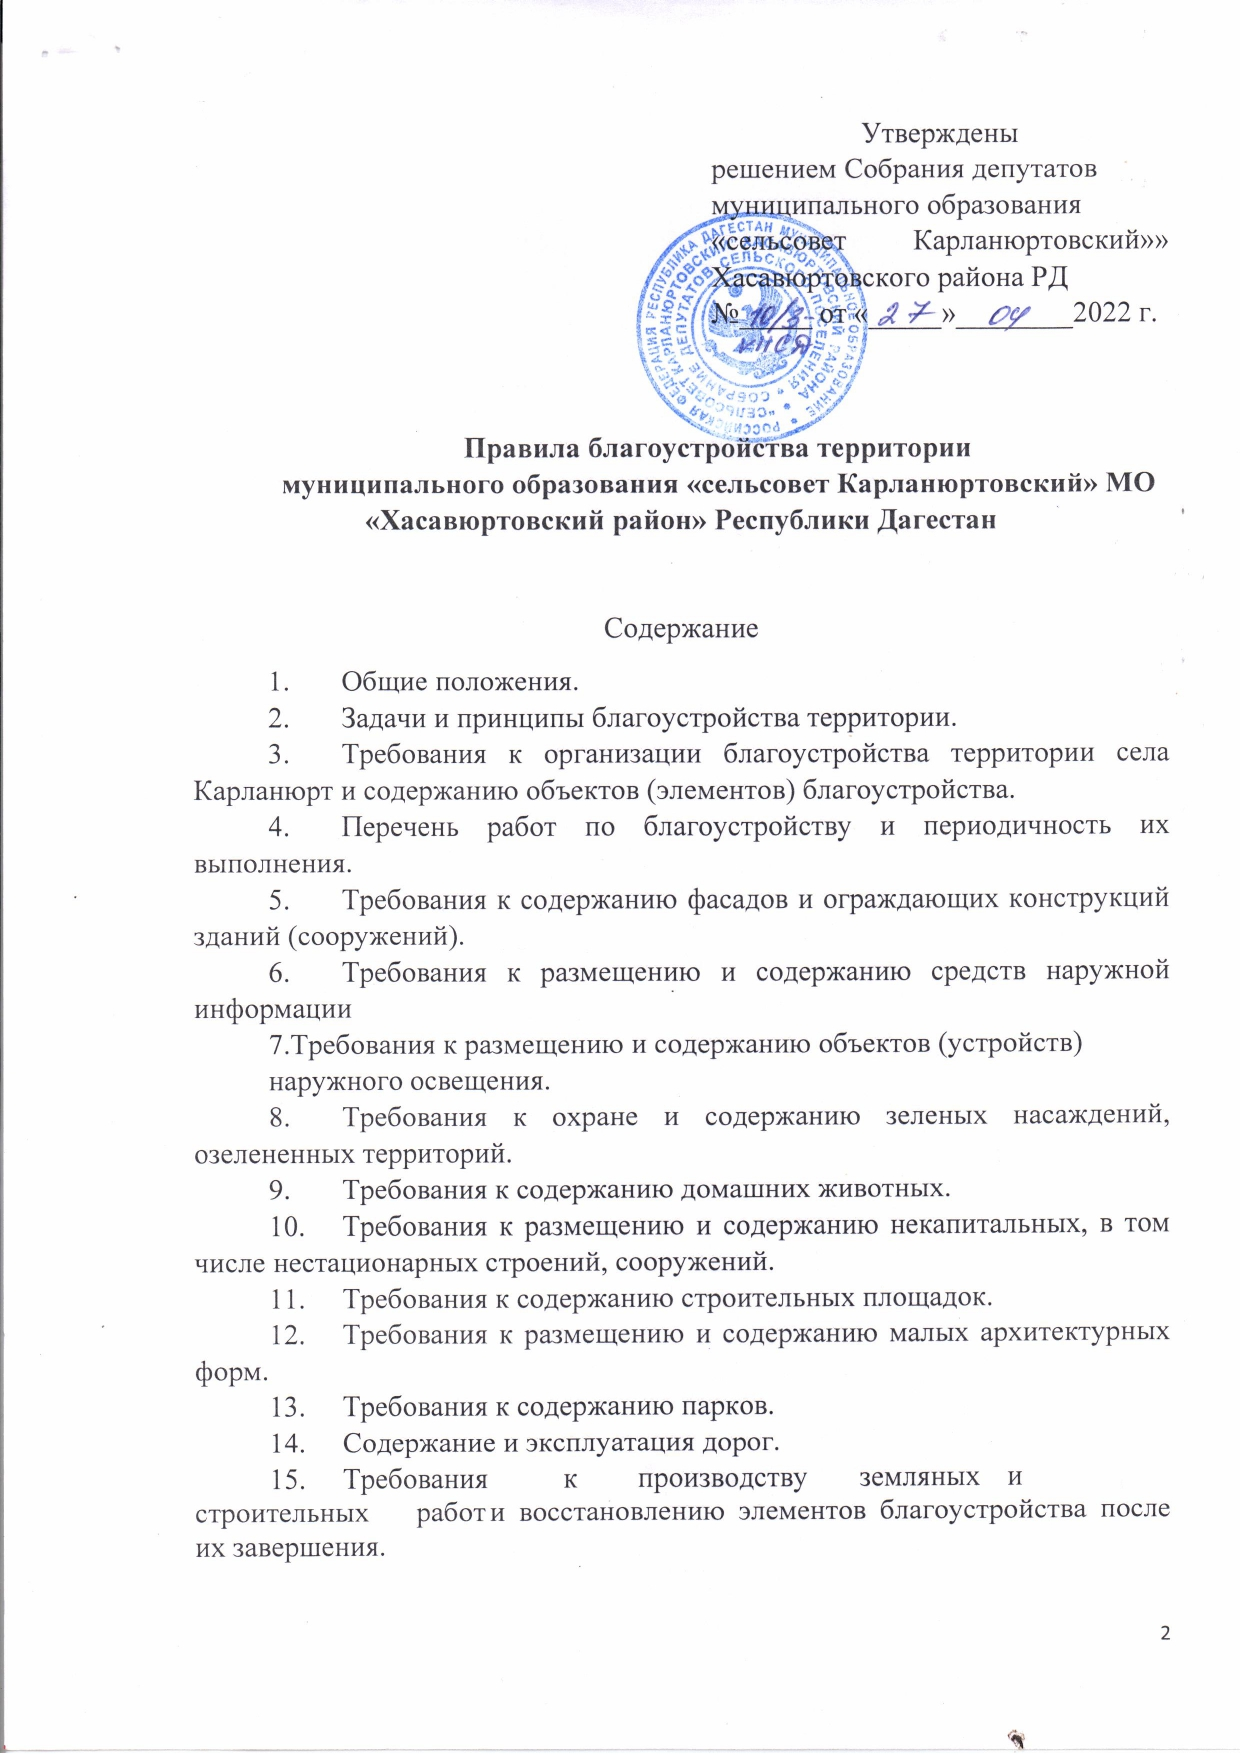 Утверждены
решением Собрания депутатов
муниципального образования
«сельсовет Карланюртовский»»
Хасавюртовского района РД
№ 10/3- от « 27 » 04 2022 г.
Правила благоустройства территории
муниципального образования «сельсовет Карланюртовский» МО
«Хасавюртовский район» Республики Дагестан
Содержание
1. Общие положения.
2. Задачи и принципы благоустройства территории.
3. Требования к организации благоустройства территории села
Карланюрт и содержанию объектов (элементов) благоустройства.
4. Перечень работ по благоустройству и периодичность их
выполнения.
5. Требования к содержанию фасадов и ограждающих конструкций
зданий (сооружений).
6. Требования к размещению и содержанию средств наружной
информации
7.Требования к размещению и содержанию объектов (устройств)
наружного освещения.
8. Требования к охране и содержанию зеленых насаждений,
озелененных территорий.
9. Требования к содержанию домашних животных.
10. Требования к размещению и содержанию некапитальных, в том
числе нестационарных строений, сооружений.
11. Требования к содержанию строительных площадок.
12. Требования к размещению и содержанию малых архитектурных
форм.
13. Требования к содержанию парков.
14. Содержание и эксплуатация дорог.
15. Требования к производству земляных и
строительных работ и восстановлению элементов благоустройства после
их завершения.
2